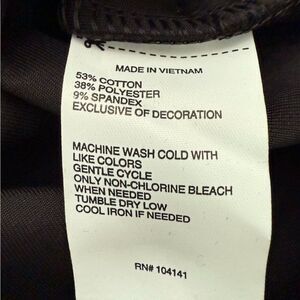 MADE IN VIETNAM
53% COTTON
38% POLYESTER
9% SPANDEX
EXCLUSIVE OF DECORATION
MACHINE WASH COLD WITH
LIKE COLORS
GENTLE CYCLE
ONLY NON-CHLORINE BLEACH
WHEN NEEDED
TUMBLE DRY LOW
COOL IRON IF NEEDED
RN# 104141